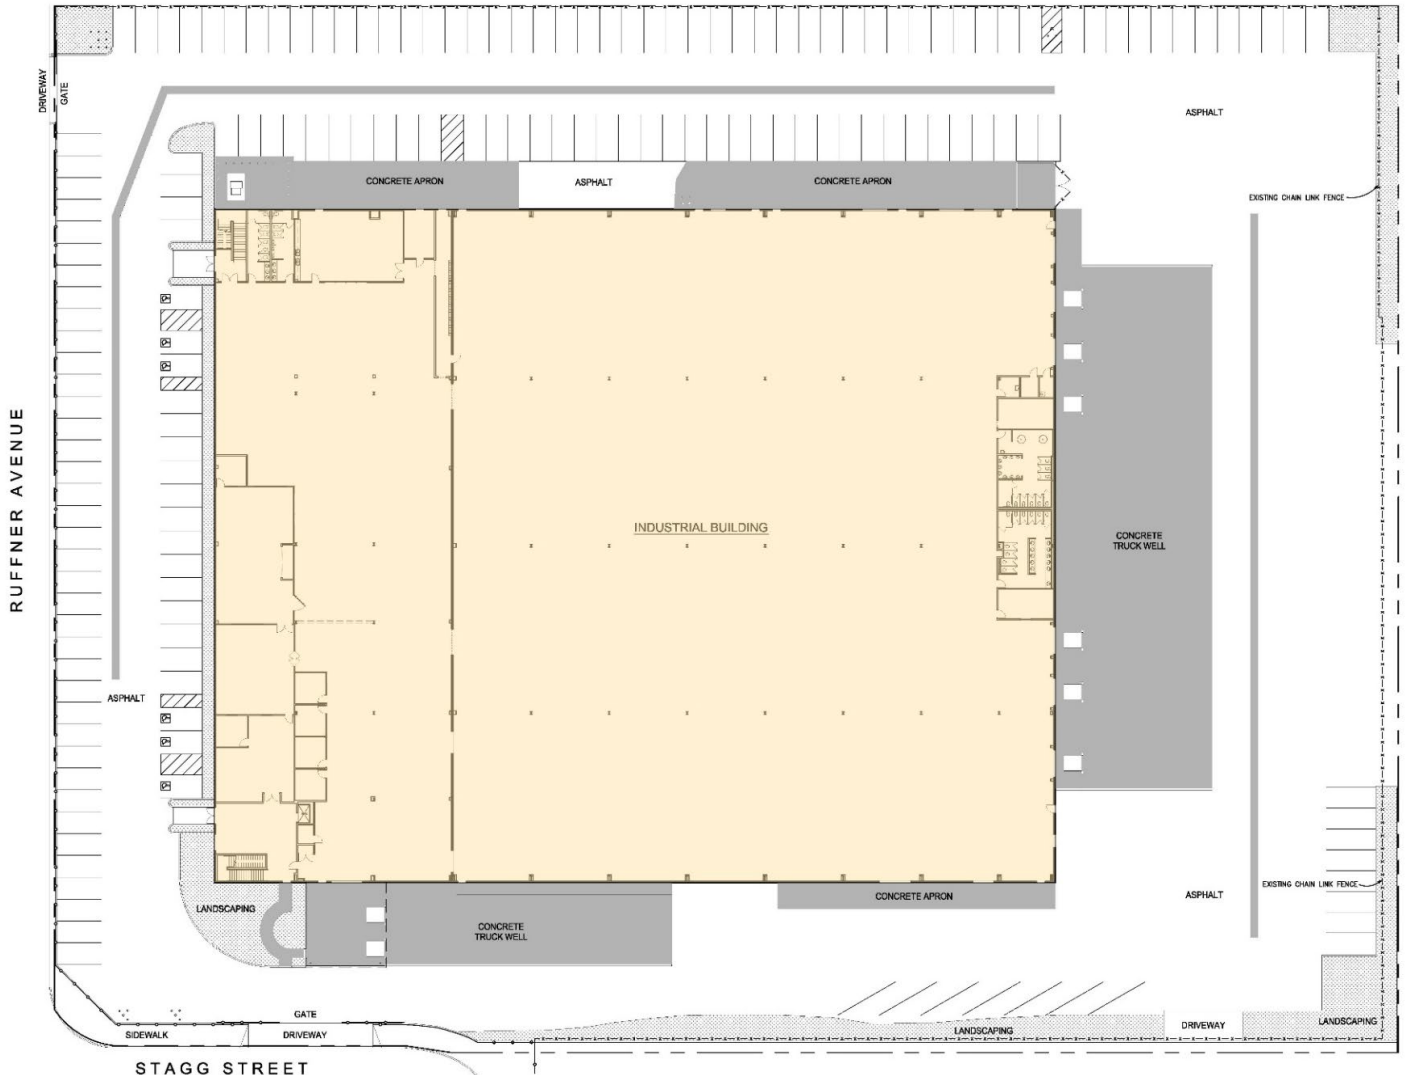 DRIVEWAY
GATE
ASPHALT
CONCRETE APRON
ASPHALT
CONCRETE APRON
EXISTING CHAIN LINK FENCE
RUFFNER AVENUE
INDUSTRIAL BUILDING
CONCRETE
TRUCK WELL
ASPHALT
EXISTING CHAIN LINK FENCE
ASPHALT
CONCRETE APRON
LANDSCAPING
CONCRETE
TRUCK WELL
GATE
SIDEWALK
DRIVEWAY
LANDSCAPING
DRIVEWAY
LANDSCAPING
STAGG STREET